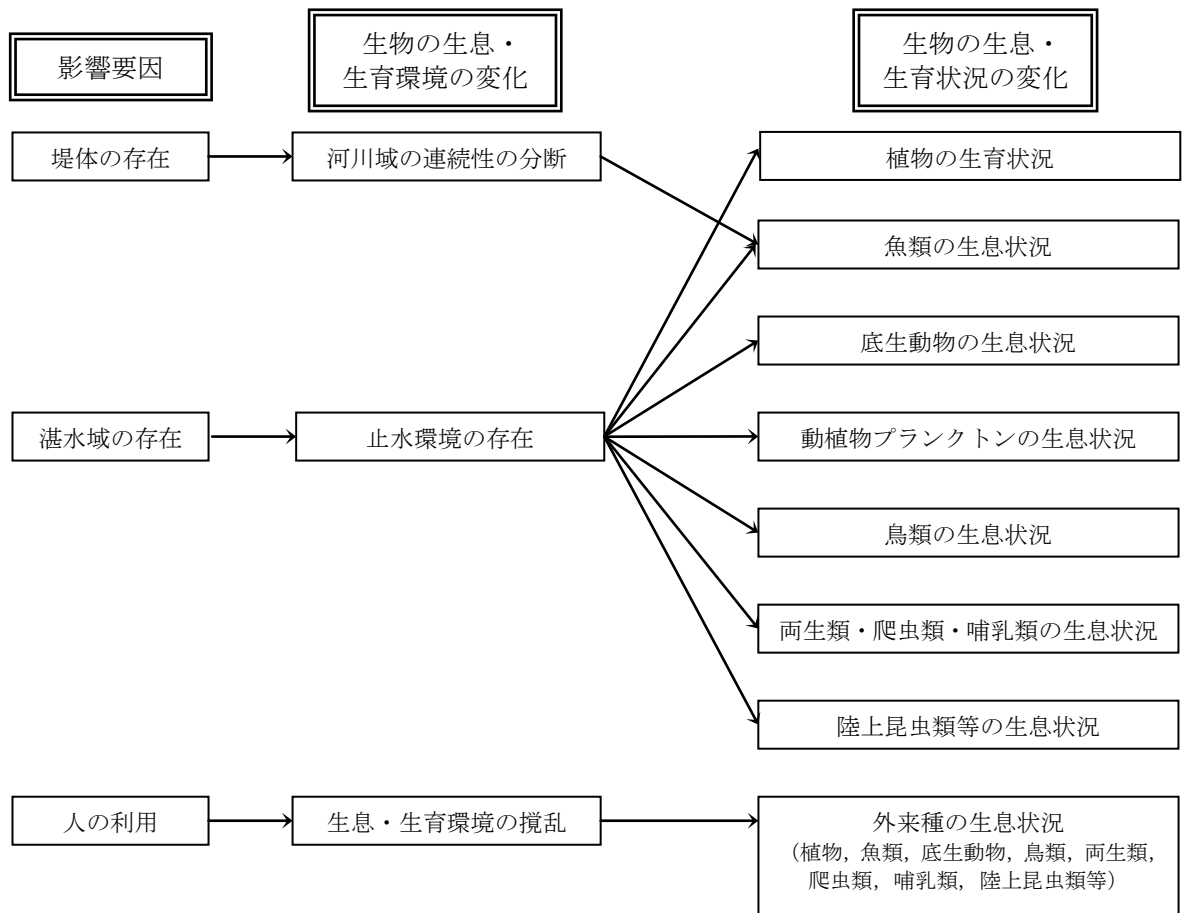 影響要因
生物の生息・
生育環境の変化
生物の生息・
生育状況の変化
堤体の存在
河川域の連続性の分断
植物の生育状況
魚類の生息状況
底生動物の生息状況
湛水域の存在
止水環境の存在
動植物プランクトンの生息状況
鳥類の生息状況
両生類・爬虫類・哺乳類の生息状況
陸上昆虫類等の生息状況
人の利用
生息・生育環境の撹乱
外来種の生息状況
（植物, 魚類, 底生動物, 鳥類, 両生類,
爬虫類, 哺乳類, 陸上昆虫類等）